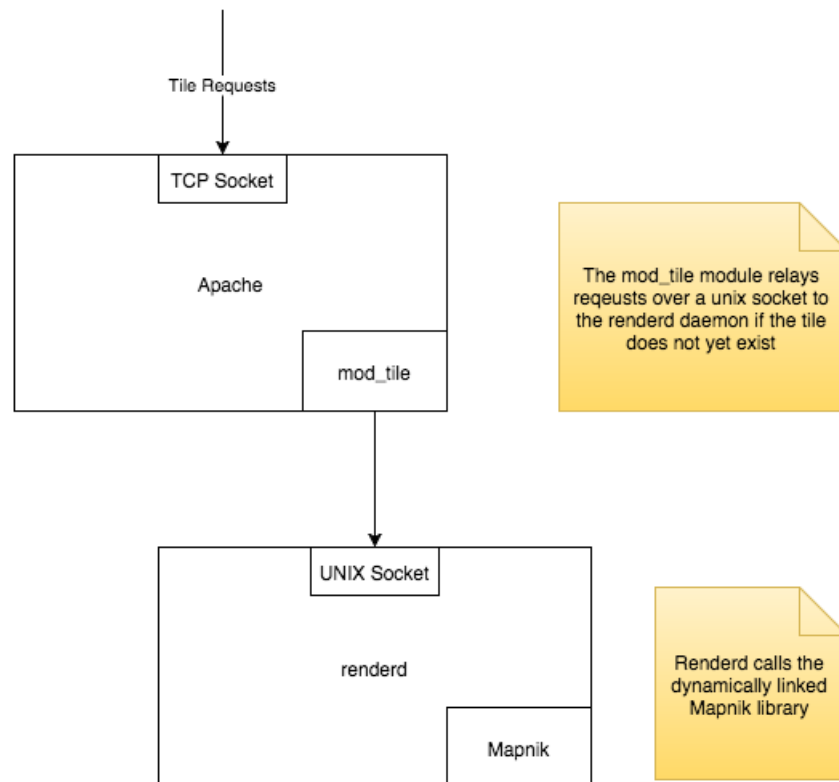 Tile Requests
TCP Socket
Apache
mod_tile
The mod_tile module relays
reqeusts over a unix socket to
the renderd daemon if the tile
does not yet exist
UNIX Socket
renderd
Mapnik
Renderd calls the
dynamically linked
Mapnik library